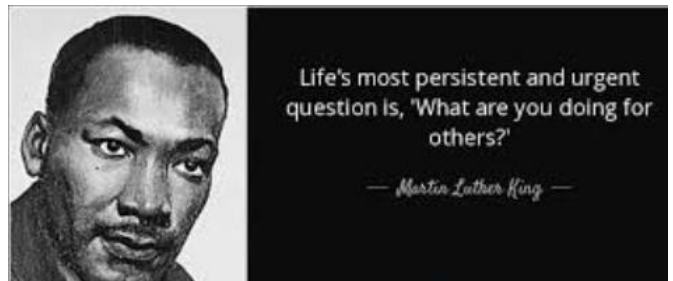 Life's most persistent and urgent
question is, 'What are you doing for
others?'
— Martin Luther King —